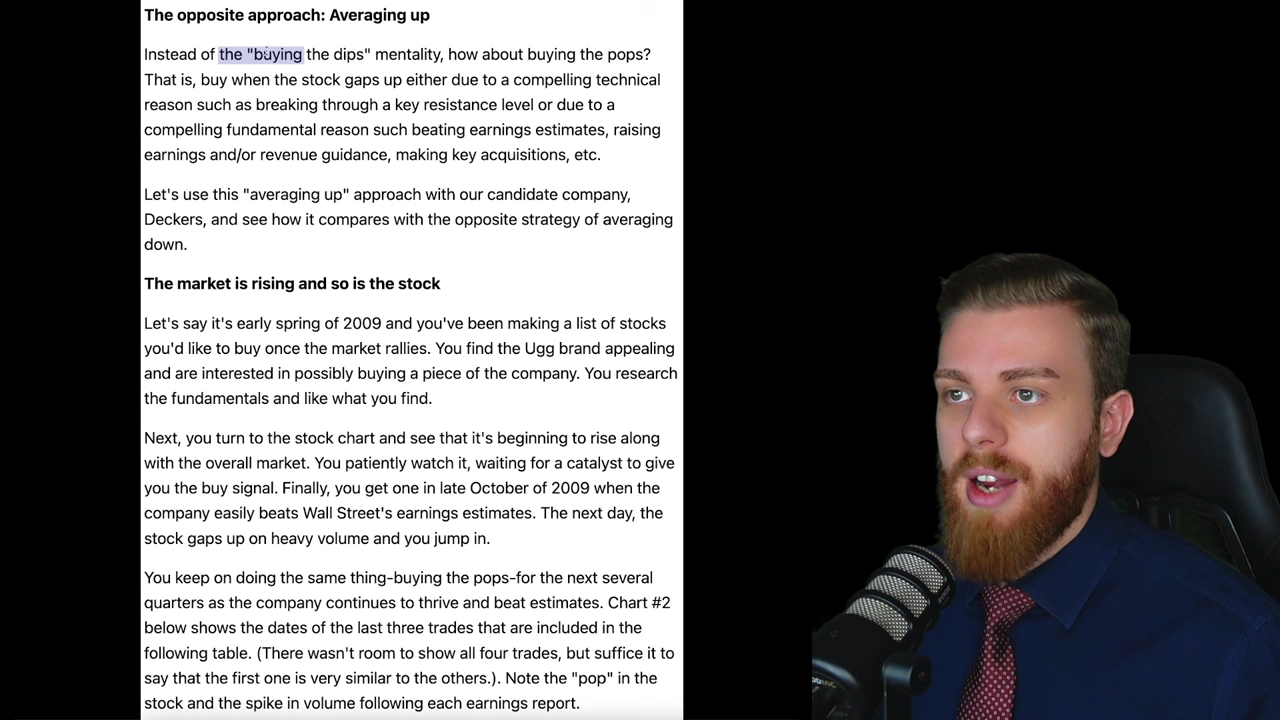 The opposite approach: Averaging up
Instead of the "buying the dips" mentality, how about buying the pops?
That is, buy when the stock gaps up either due to a compelling technical
reason such as breaking through a key resistance level or due to a
compelling fundamental reason such beating earnings estimates, raising
earnings and/or revenue guidance, making key acquisitions, etc.
Let's use this "averaging up" approach with our candidate company,
Deckers, and see how it compares with the opposite strategy of averaging
down.
The market is rising and so is the stock
Let's say it's early spring of 2009 and you've been making a list of stocks
you'd like to buy once the market rallies. You find the Ugg brand appealing
and are interested in possibly buying a piece of the company. You research
the fundamentals and like what you find.
Next, you turn to the stock chart and see that it's beginning to rise along
with the overall market. You patiently watch it, waiting for a catalyst to give
you the buy signal. Finally, you get one in late October of 2009 when the
company easily beats Wall Street's earnings estimates. The next day, the
stock gaps up on heavy volume and you jump in.
You keep on doing the same thing-buying the pops-for the next several
quarters as the company continues to thrive and beat estimates. Chart #2
below shows the dates of the last three trades that are included in the
following table. (There wasn't room to show all four trades, but suffice it to
say that the first one is very similar to the others.). Note the "pop" in the
stock and the spike in volume following each earnings report.